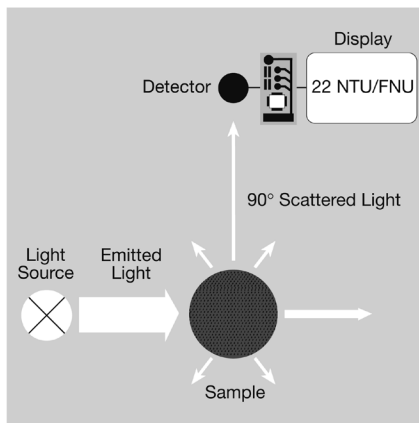 Display
Detector
22 NTU/FNU
90° Scattered Light
Light
Source
Emitted
Light
Sample